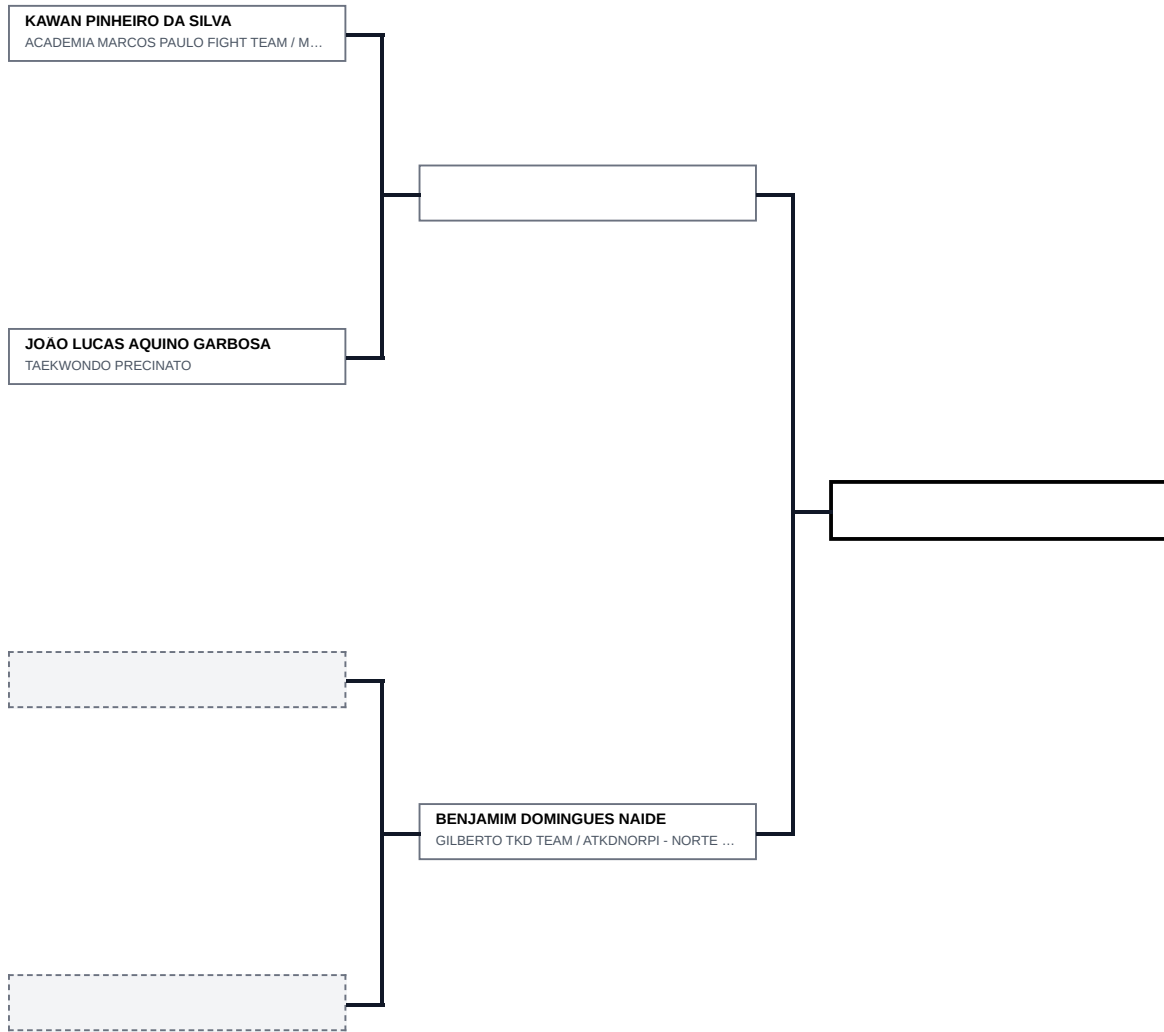 KAWAN PINHEIRO DA SILVA
ACADEMIA MARCOS PAULO FIGHT TEAM / M…
JOÃO LUCAS AQUINO GARBOSA
TAEKWONDO PRECINATO
BENJAMIM DOMINGUES NAIDE
GILBERTO TKD TEAM / ATKDNORPI - NORTE …